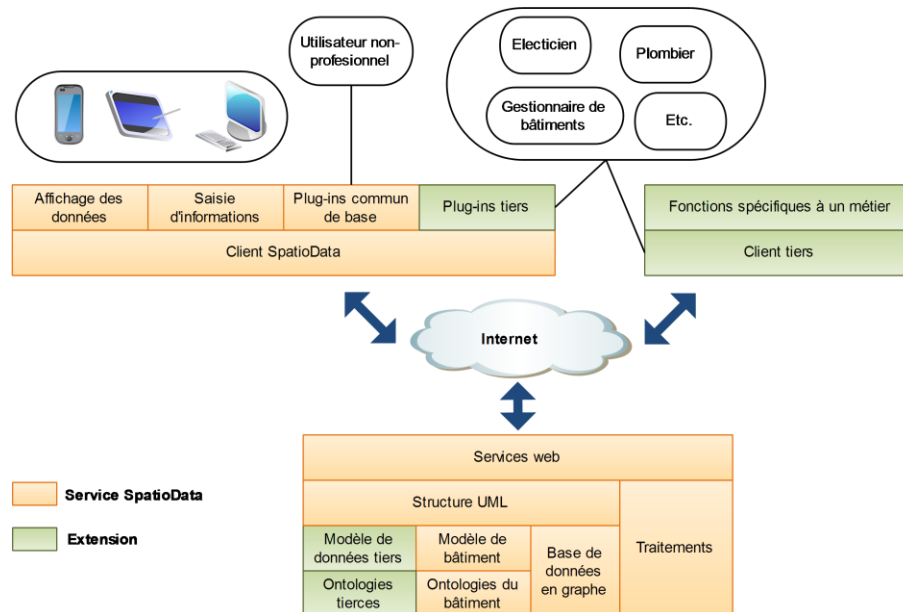 Utilisateur non-
profesionnel
Electicien
Plombier
Gestionnaire de
bâtiments
Etc.
Affichage des
données
Saisie
d'informations
Plug-ins commun
de base
Plug-ins tiers
Client SpatioData
Fonctions spécifiques à un métier
Client tiers
Internet
Services web
Structure UML
Modèle de
données tiers
Modèle de
bâtiment
Base de
données
en graphe
Traitements
Ontologies
tierces
Ontologies du
bâtiment
Service SpatioData
Extension